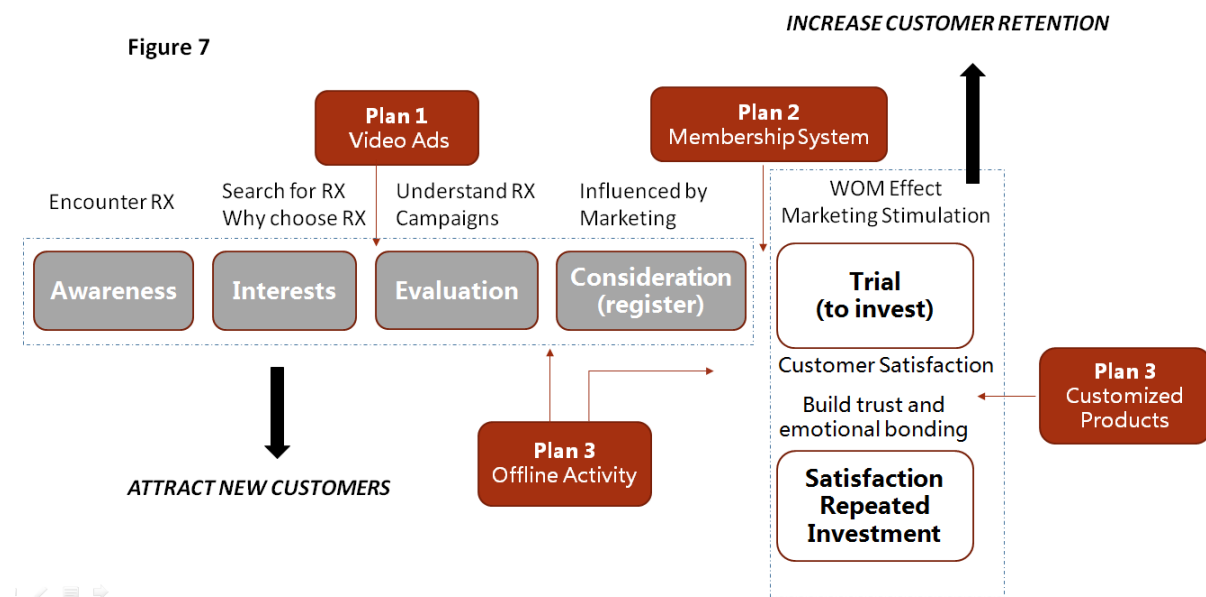 INCREASE CUSTOMER RETENTION
Figure 7
Plan 1
Video Ads
Plan 2
Membership System
Encounter RX
Search for RX
Why choose RX
Understand RX
Campaigns
Influenced by
Marketing
WOM Effect
Marketing Stimulation
Awareness
Interests
Evaluation
Consideration
(register)
Trial
(to invest)
Customer Satisfaction
Build trust and
emotional bonding
Plan 3
Customized
Products
Plan 3
Offline Activity
ATTRACT NEW CUSTOMERS
Satisfaction
Repeated
Investment